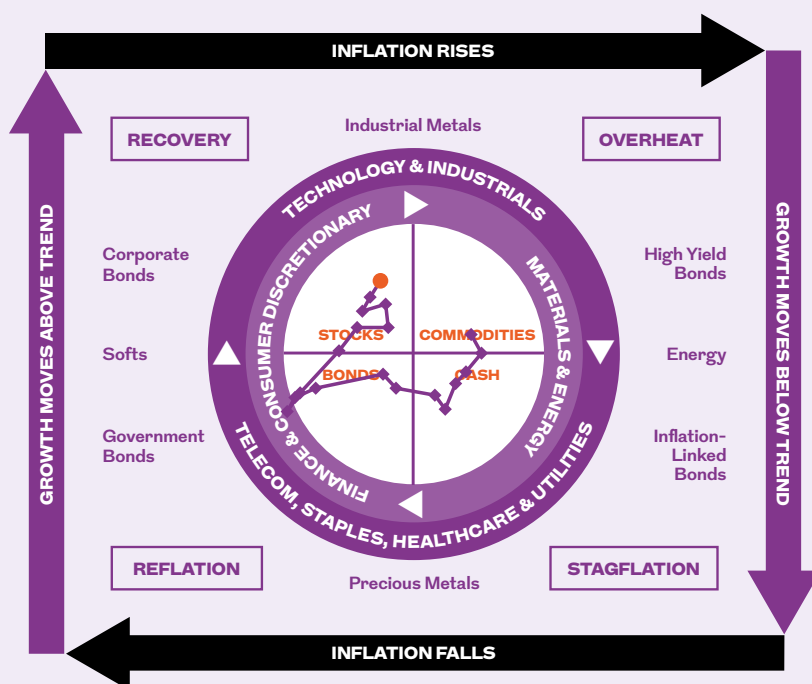 INFLATION RISES
Industrial Metals
RECOVERY
OVERHEAT
TECHNOLOGY & INDUSTRIALS
GROWTH MOVES ABOVE TREND
GROWTH MOVES BELOW TREND
FINANCE & CONSUMER DISCRETIONARY
MATERIALS & ENERGY
Corporate
Bonds
High Yield
Bonds
STOCKS
COMMODITIES
Softs
Energy
BONDS
CASH
Government
Bonds
Inflation-
Linked
Bonds
TELECOM, STAPLES, HEALTHCARE & UTILITIES
REFLATION
STAGFLATION
Precious Metals
INFLATION FALLS